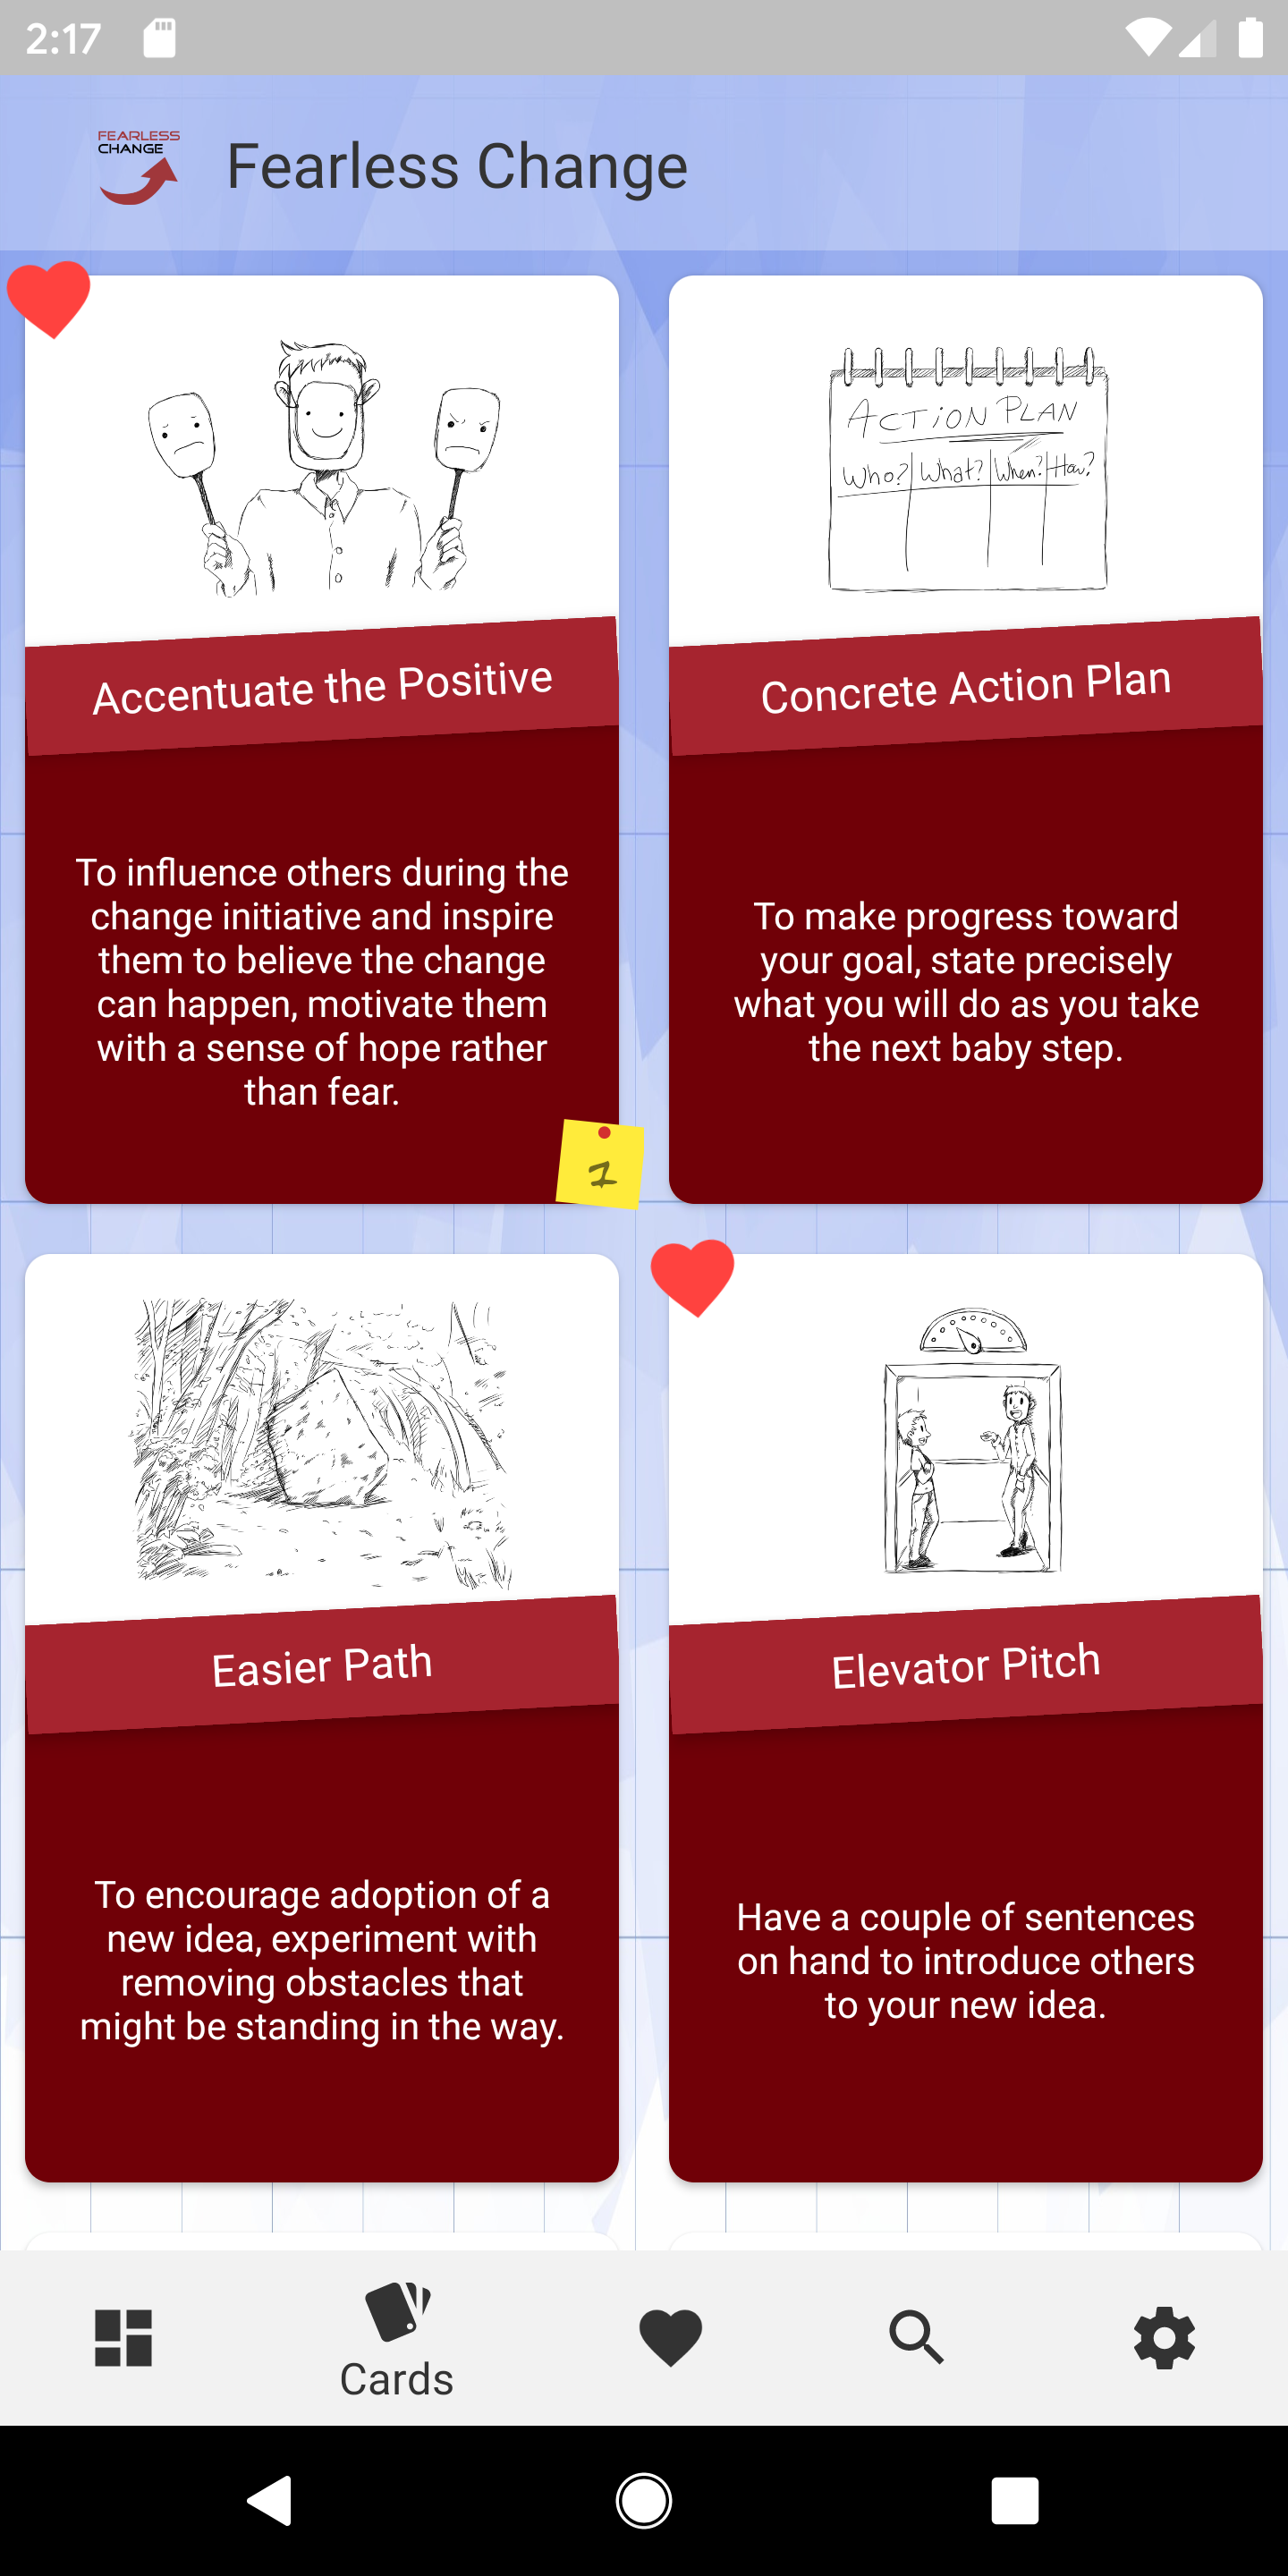 2:17
FEARLESS
CHANGE
Fearless Change
ACTION PLAN
Who? What? When? How?
Accentuate the Positive
Concrete Action Plan
To influence others during the
change initiative and inspire
them to believe the change
can happen, motivate them
with a sense of hope rather
than fear.
1
To make progress toward
your goal, state precisely
what you will do as you take
the next baby step.
Easier Path
Elevator Pitch
To encourage adoption of a
new idea, experiment with
removing obstacles that
might be standing in the way.
Have a couple of sentences
on hand to introduce others
to your new idea.
Cards